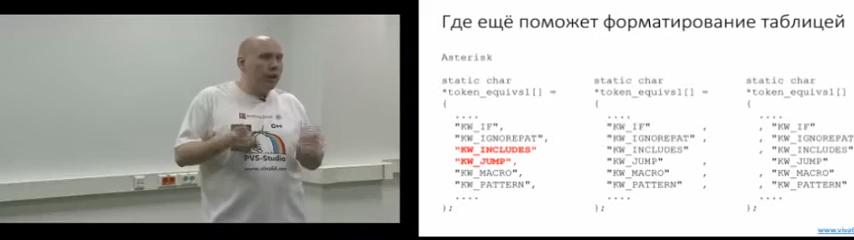 C++
PVS-Studio
Где ещё поможет форматирование таблицей
Asterisk
static char
*token_equivs1[] =
{
....
"KW_IF",
"KW_IGNOREPAT",
"KW_INCLUDES"
"KW_JUMP",
"KW_MACRO",
"KW_PATTERN",
....
};
static char
*token_equivs1[] =
{
....
"KW_IF" ,
"KW_IGNOREPAT" ,
"KW_INCLUDES"
"KW_JUMP" ,
"KW_MACRO" ,
"KW_PATTERN" ,
....
};
static char
*token_equivs1[]
{
....
, "KW_IF"
, "KW_IGNOREPAT
, "KW_INCLUDES"
"KW_JUMP"
, "KW_MACRO"
, "KW_PATTERN"
....
};